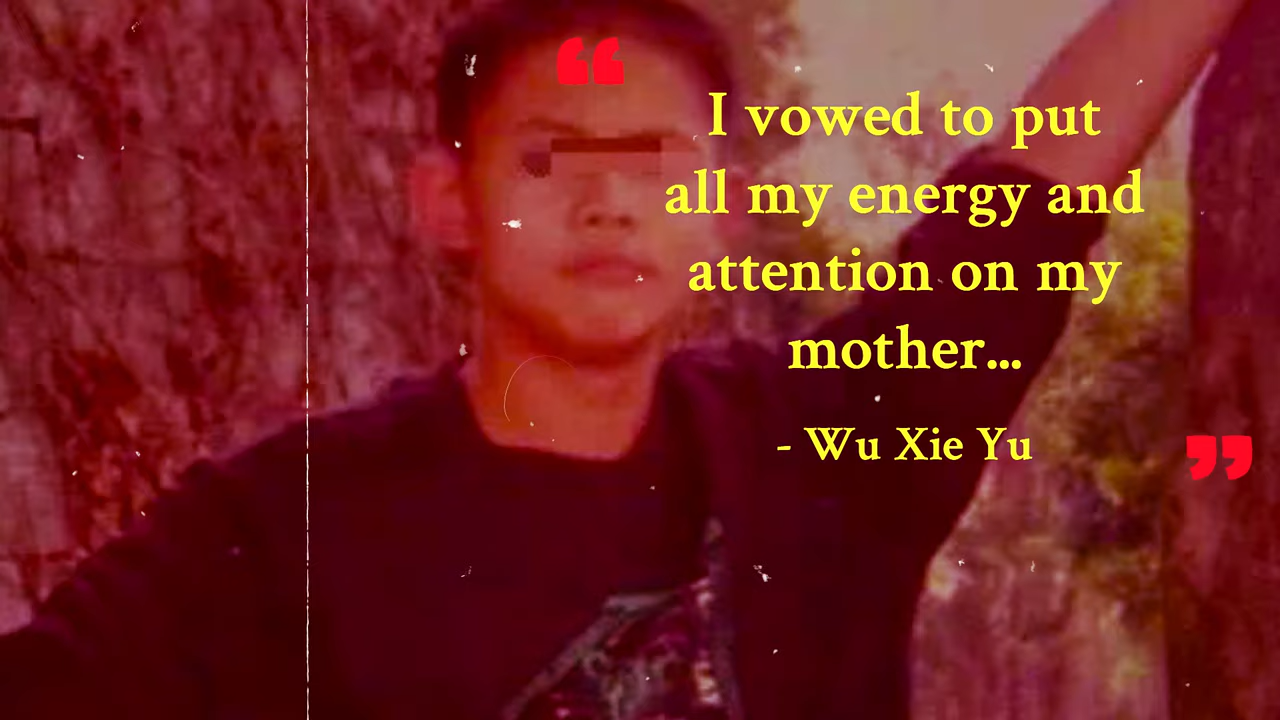 “
I vowed to put
all my energy and
attention on my
mother...
- Wu Xie Yu
”